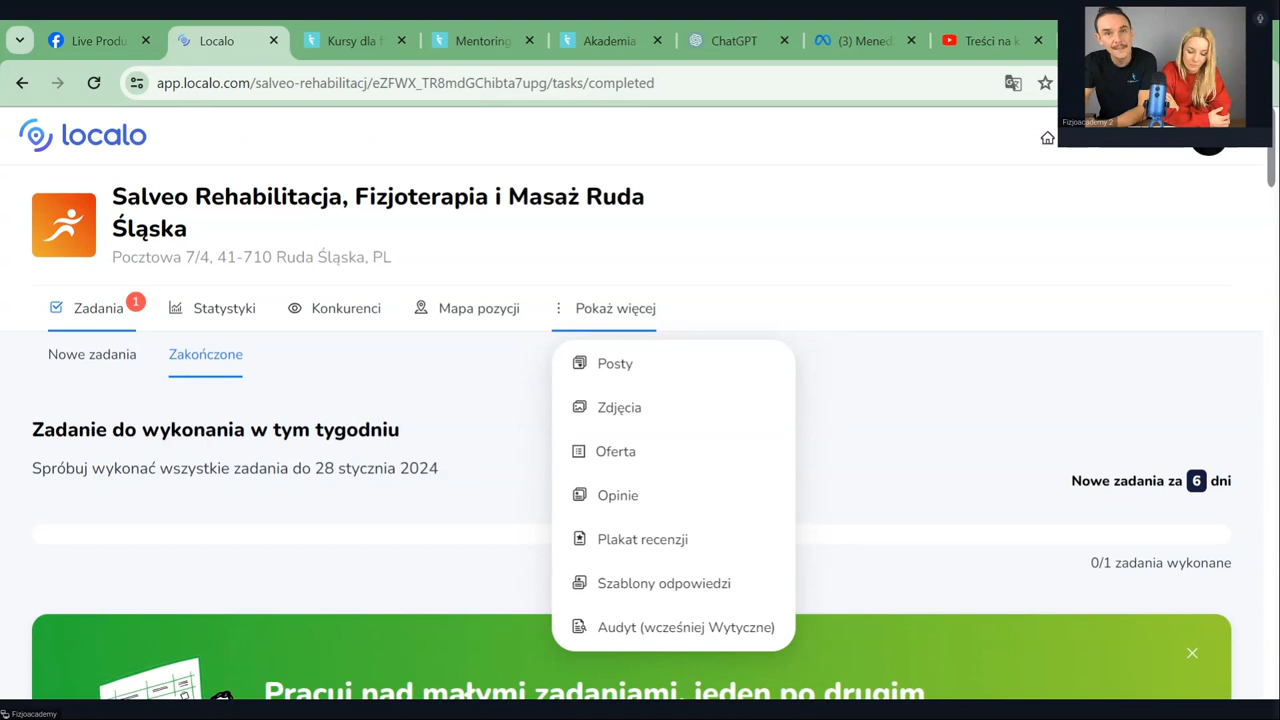 Live Produ
Localo
Kursy dla f
Mentoring
Akademia
ChatGPT
(3) Mened
Treści na k
app.localo.com/salveo-rehabilitacj/eZFWX_TR8mdGChibta7upg/tasks/completed
Fizjoacademy 2
localo
Salveo Rehabilitacja, Fizjoterapia i Masaż Ruda
Śląska
Pocztowa 7/4, 41-710 Ruda Śląska, PL
Zadania 1 Statystyki Konkurenci Mapa pozycji Pokaż więcej
Nowe zadania Zakończone
Posty
Zdjęcia
Oferta
Opinie
Plakat recenzji
Szablony odpowiedzi
Audyt (wcześniej Wytyczne)
Zadanie do wykonania w tym tygodniu
Spróbuj wykonać wszystkie zadania do 28 stycznia 2024
Nowe zadania za 6 dni
0/1 zadania wykonane
Pracuj nad małymi zadaniami, jeden po drugim
Fizjoacademy